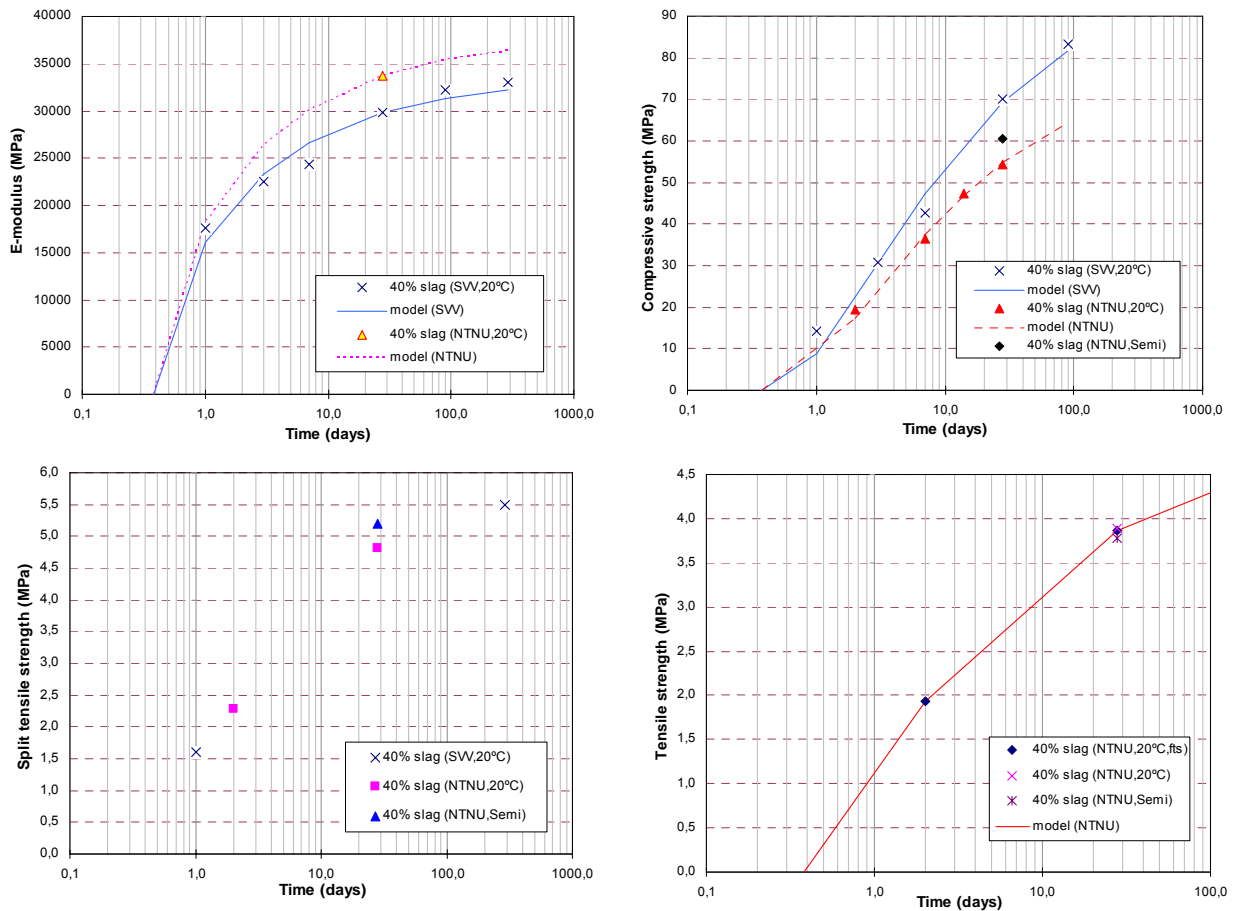 40000
35000
30000
25000
20000
15000
10000
5000
0
E-modulus (MPa)
0,1 1,0 10,0 100,0 1000,0
Time (days)
40% slag (SVV,20ºC)
model (SVV)
40% slag (NTNU,20ºC)
model (NTNU)
90
80
70
60
50
40
30
20
10
0
Compressive strength (MPa)
0,1 1,0 10,0 100,0 1000,0
Time (days)
40% slag (SVV,20ºC)
model (SVV)
40% slag (NTNU,20ºC)
model (NTNU)
40% slag (NTNU,Semi)
6,0
5,5
5,0
4,5
4,0
3,5
3,0
2,5
2,0
1,5
1,0
0,5
0,0
Split tensile strength (MPa)
0,1 1,0 10,0 100,0 1000,0
Time (days)
40% slag (SVV,20ºC)
40% slag (NTNU,20ºC)
40% slag (NTNU,Semi)
4,5
4,0
3,5
3,0
2,5
2,0
1,5
1,0
0,5
0,0
Tensile strength (MPa)
0,1 1,0 10,0 100,0
Time (days)
40% slag (NTNU,20ºC,fts)
40% slag (NTNU,20ºC)
40% slag (NTNU,Semi)
model (NTNU)